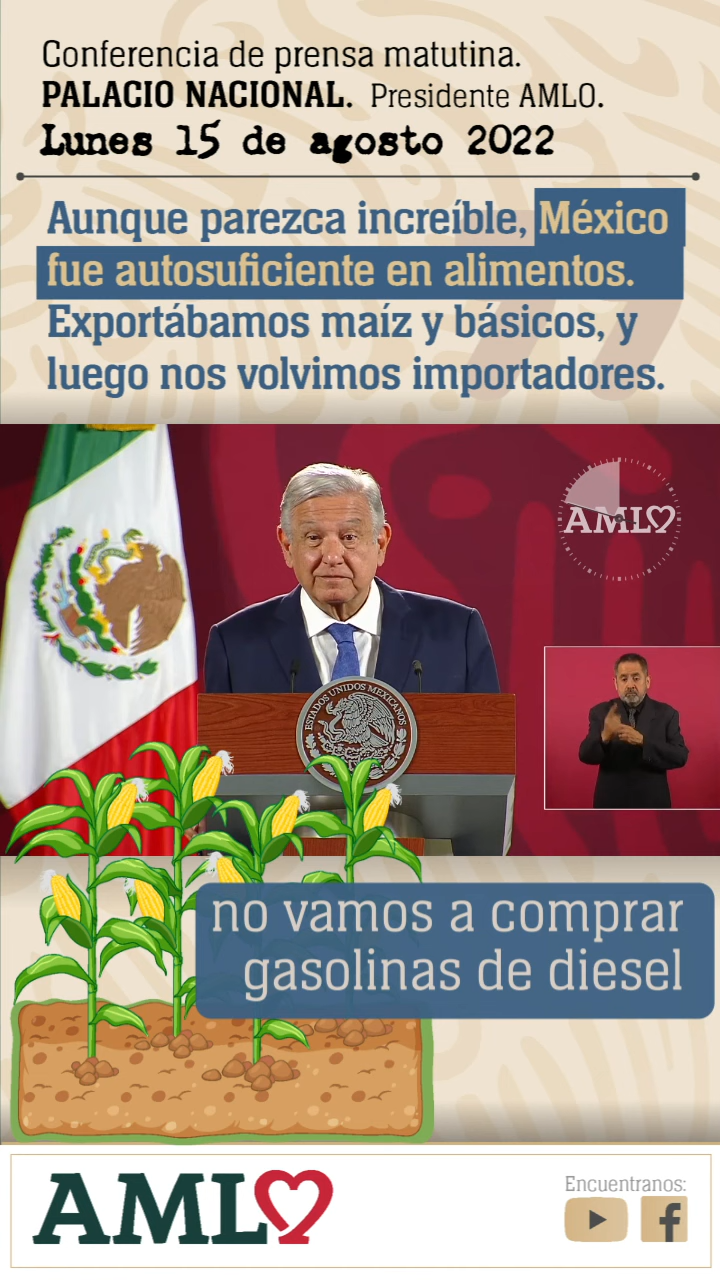 Conferencia de prensa matutina.
PALACIO NACIONAL. Presidente AMLO.
Lunes 15 de agosto 2022
Aunque parezca increíble, México
fue autosuficiente en alimentos.
Exportábamos maíz y básicos, y
luego nos volvimos importadores.
AMLO
ESTADOS UNIDOS MEXICANOS
no vamos a comprar
gasolinas de diesel
AMLO
Encuentranos: